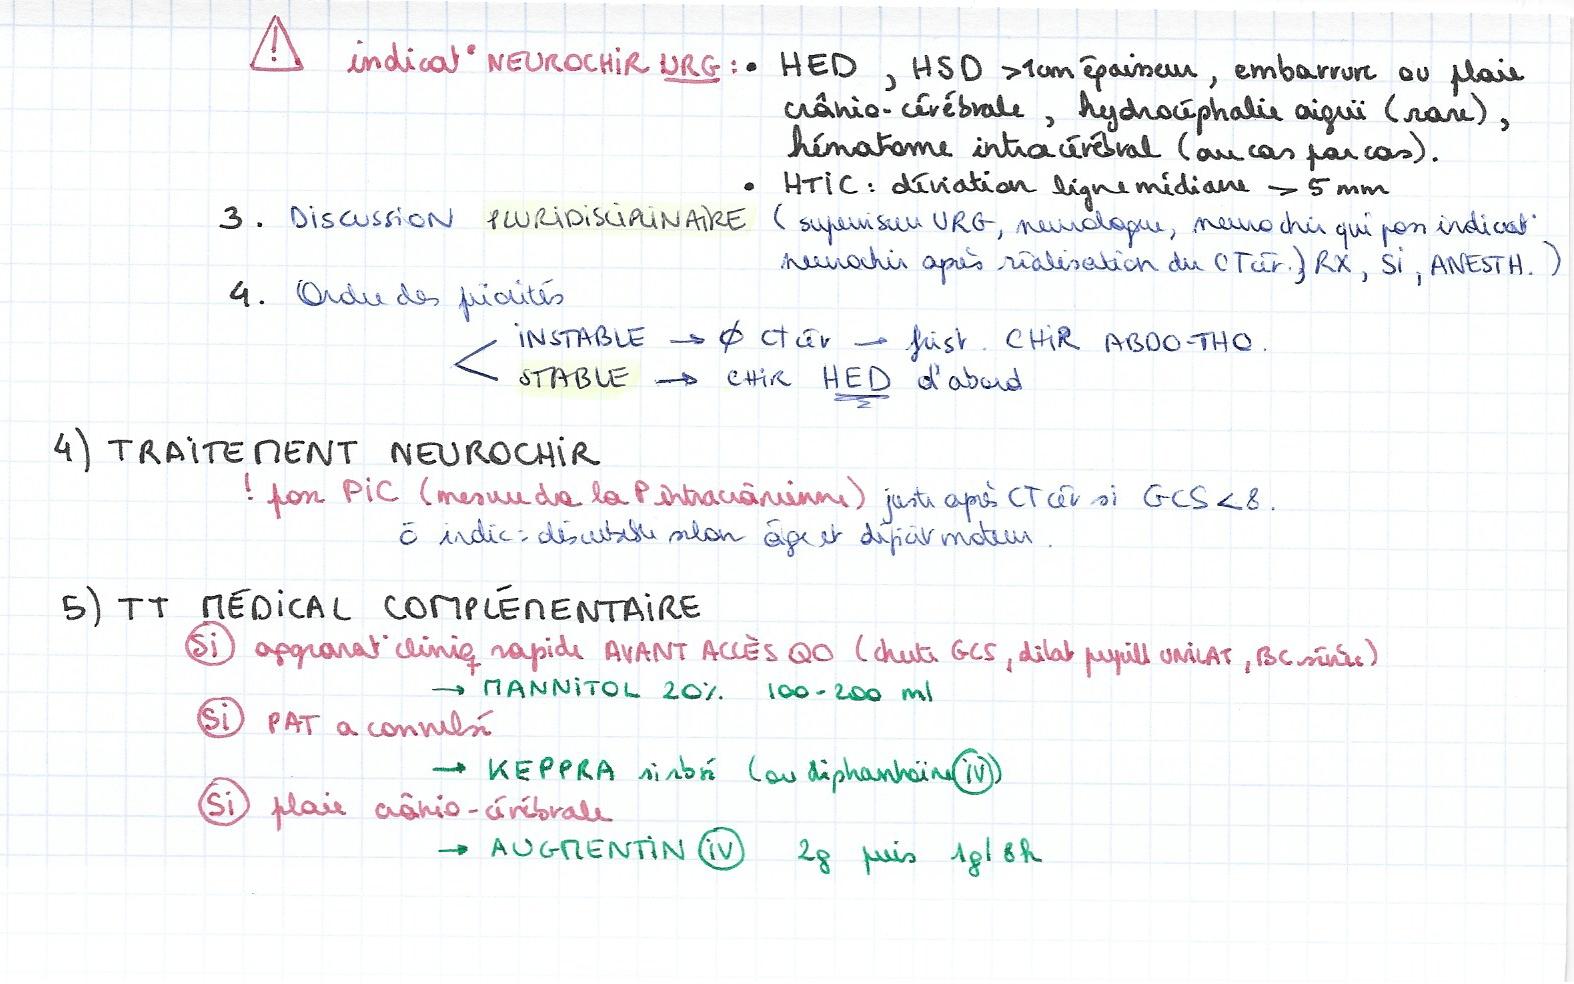 indicat° NEUROCHIR URG : • HED, HSD >1cm épaisseur, embarrure ou plaie
crânio-cérébrale, hydrocéphalie aiguë (rare),
hématome intracérébral (au cas par cas).
• HTIC : déviation ligne médiane > 5 mm
3. DISCUSSION PLURIDISCIPLINAIRE (superviseur URG, neurologue, neurochir qui pose indicat°
neurochir après réalisation du CT cér.) RX, Si, ANESTH.)
4. Ordre des priorités
INSTABLE → Ø CT cér → first CHIR ABDO-THO.
STABLE → CHIR HED d'abord
4) TRAITEMENT NEUROCHIR
! pose PIC (mesure de la P intracrânienne) juste après CT cér si GCS < 8.
ō indic : discutable selon âge et déficit moteur.
5) TT MÉDICAL COMPLÉMENTAIRE
Si aggravat° cliniq rapide AVANT ACCÈS QO (chute GCS, dilat pupill UNILAT, BC sévère)
→ MANNITOL 20% 100-200 ml
Si PAT a convulsé
→ KEPPRA (ou diphantoïne iv)
Si plaie crânio-cérébrale
→ AUGMENTIN iv 2g puis 1g/8h